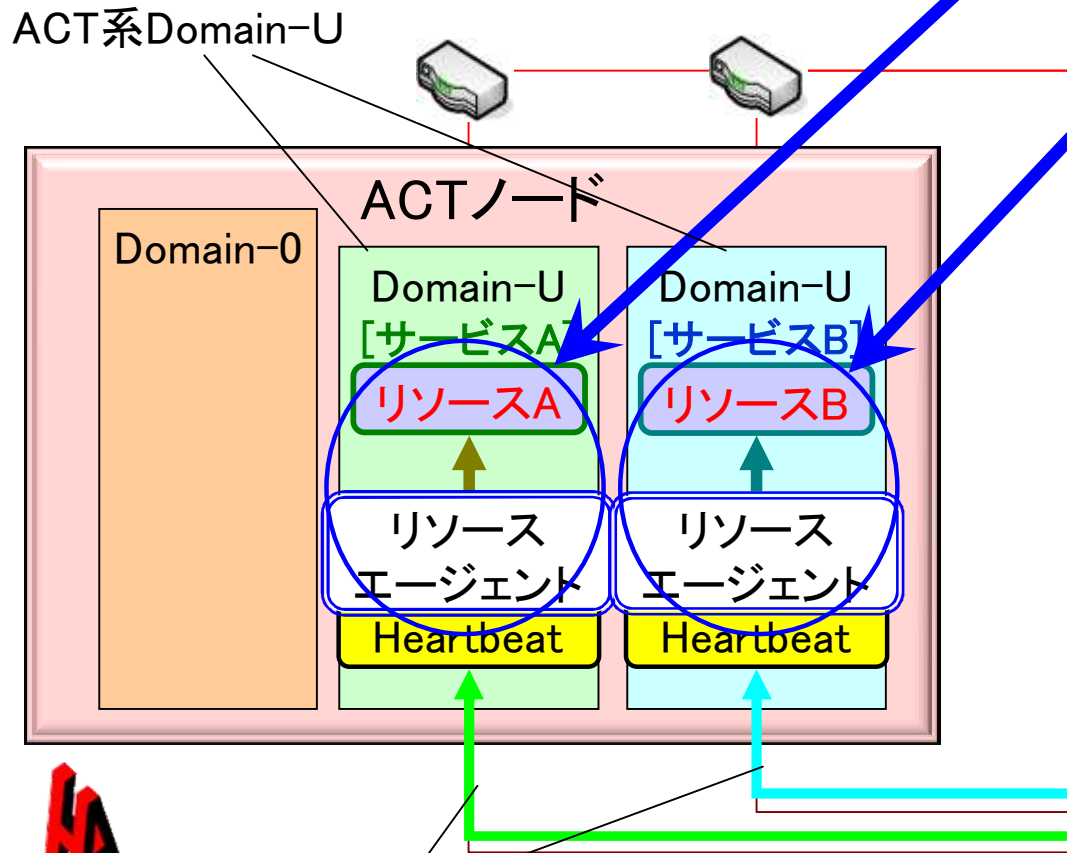 ACT系Domain-U
ACTノード
Domain-0
Domain-U
[サービスA]
リソースA
リソース
エージェント
Heartbeat
Domain-U
[サービスB]
リソースB
リソース
エージェント
Heartbeat